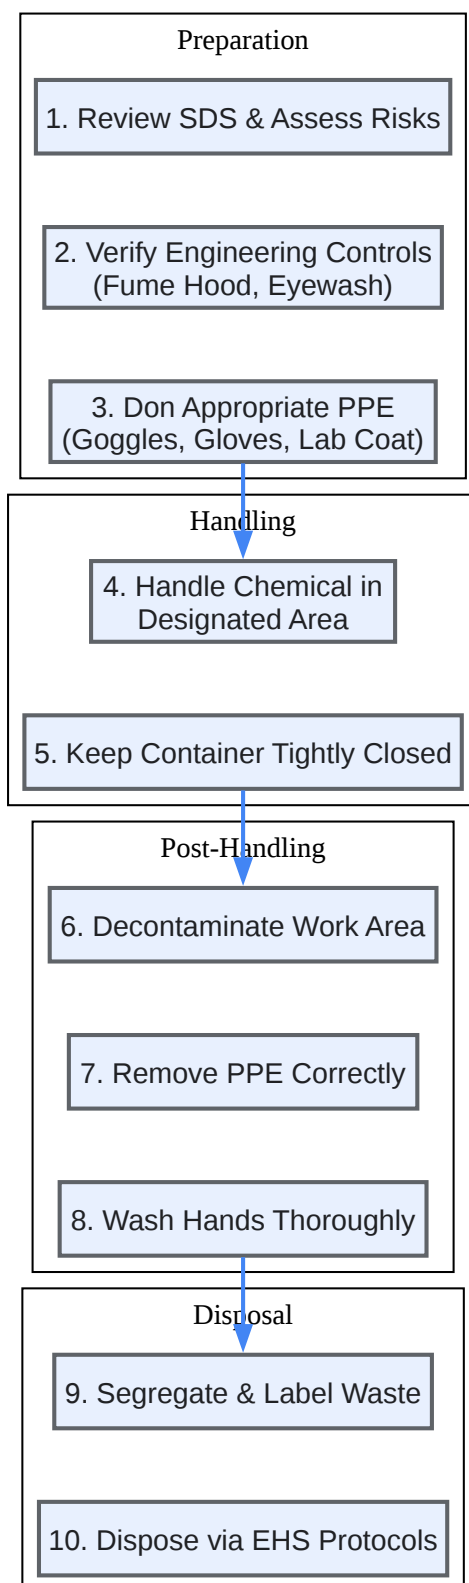 Preparation
1. Review SDS & Assess Risks
2. Verify Engineering Controls
(Fume Hood, Eyewash)
3. Don Appropriate PPE
(Goggles, Gloves, Lab Coat)
Handling
4. Handle Chemical in
Designated Area
5. Keep Container Tightly Closed
Post-Handling
6. Decontaminate Work Area
7. Remove PPE Correctly
8. Wash Hands Thoroughly
Disposal
9. Segregate & Label Waste
10. Dispose via EHS Protocols